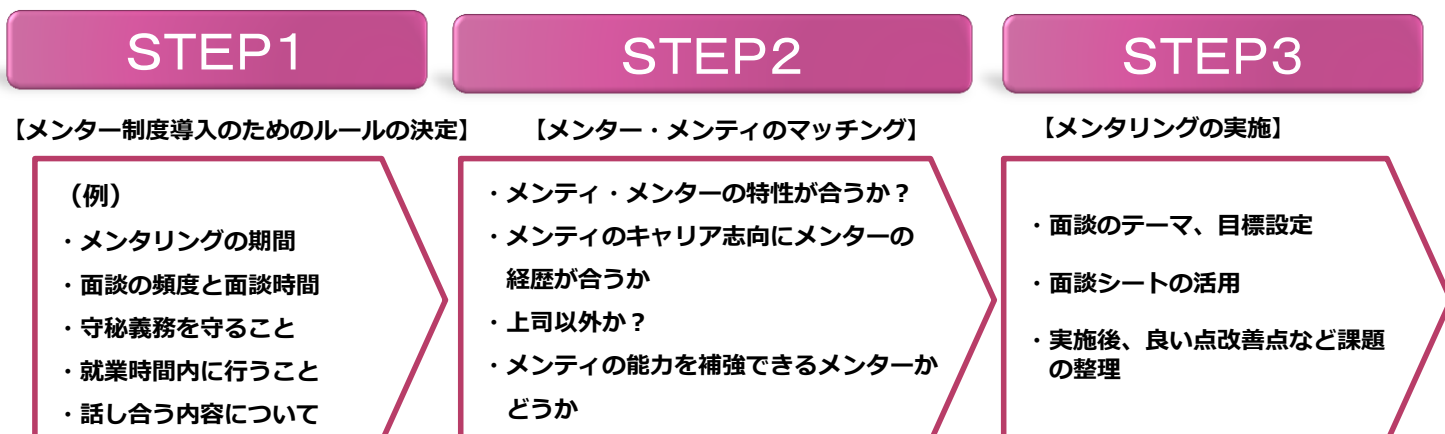 STEP1
【メンター制度導入のためのルールの決定】
（例）
・メンタリングの期間
・面談の頻度と面談時間
・守秘義務を守ること
・就業時間内に行うこと
・話し合う内容について
STEP2
【メンター・メンティのマッチング】
・メンティ・メンターの特性が合うか？
・メンティのキャリア志向にメンターの
経歴が合うか
・上司以外か？
・メンティの能力を補強できるメンターか
どうか
STEP3
【メンタリングの実施】
・面談のテーマ、目標設定
・面談シートの活用
・実施後、良い点改善点など課題
の整理